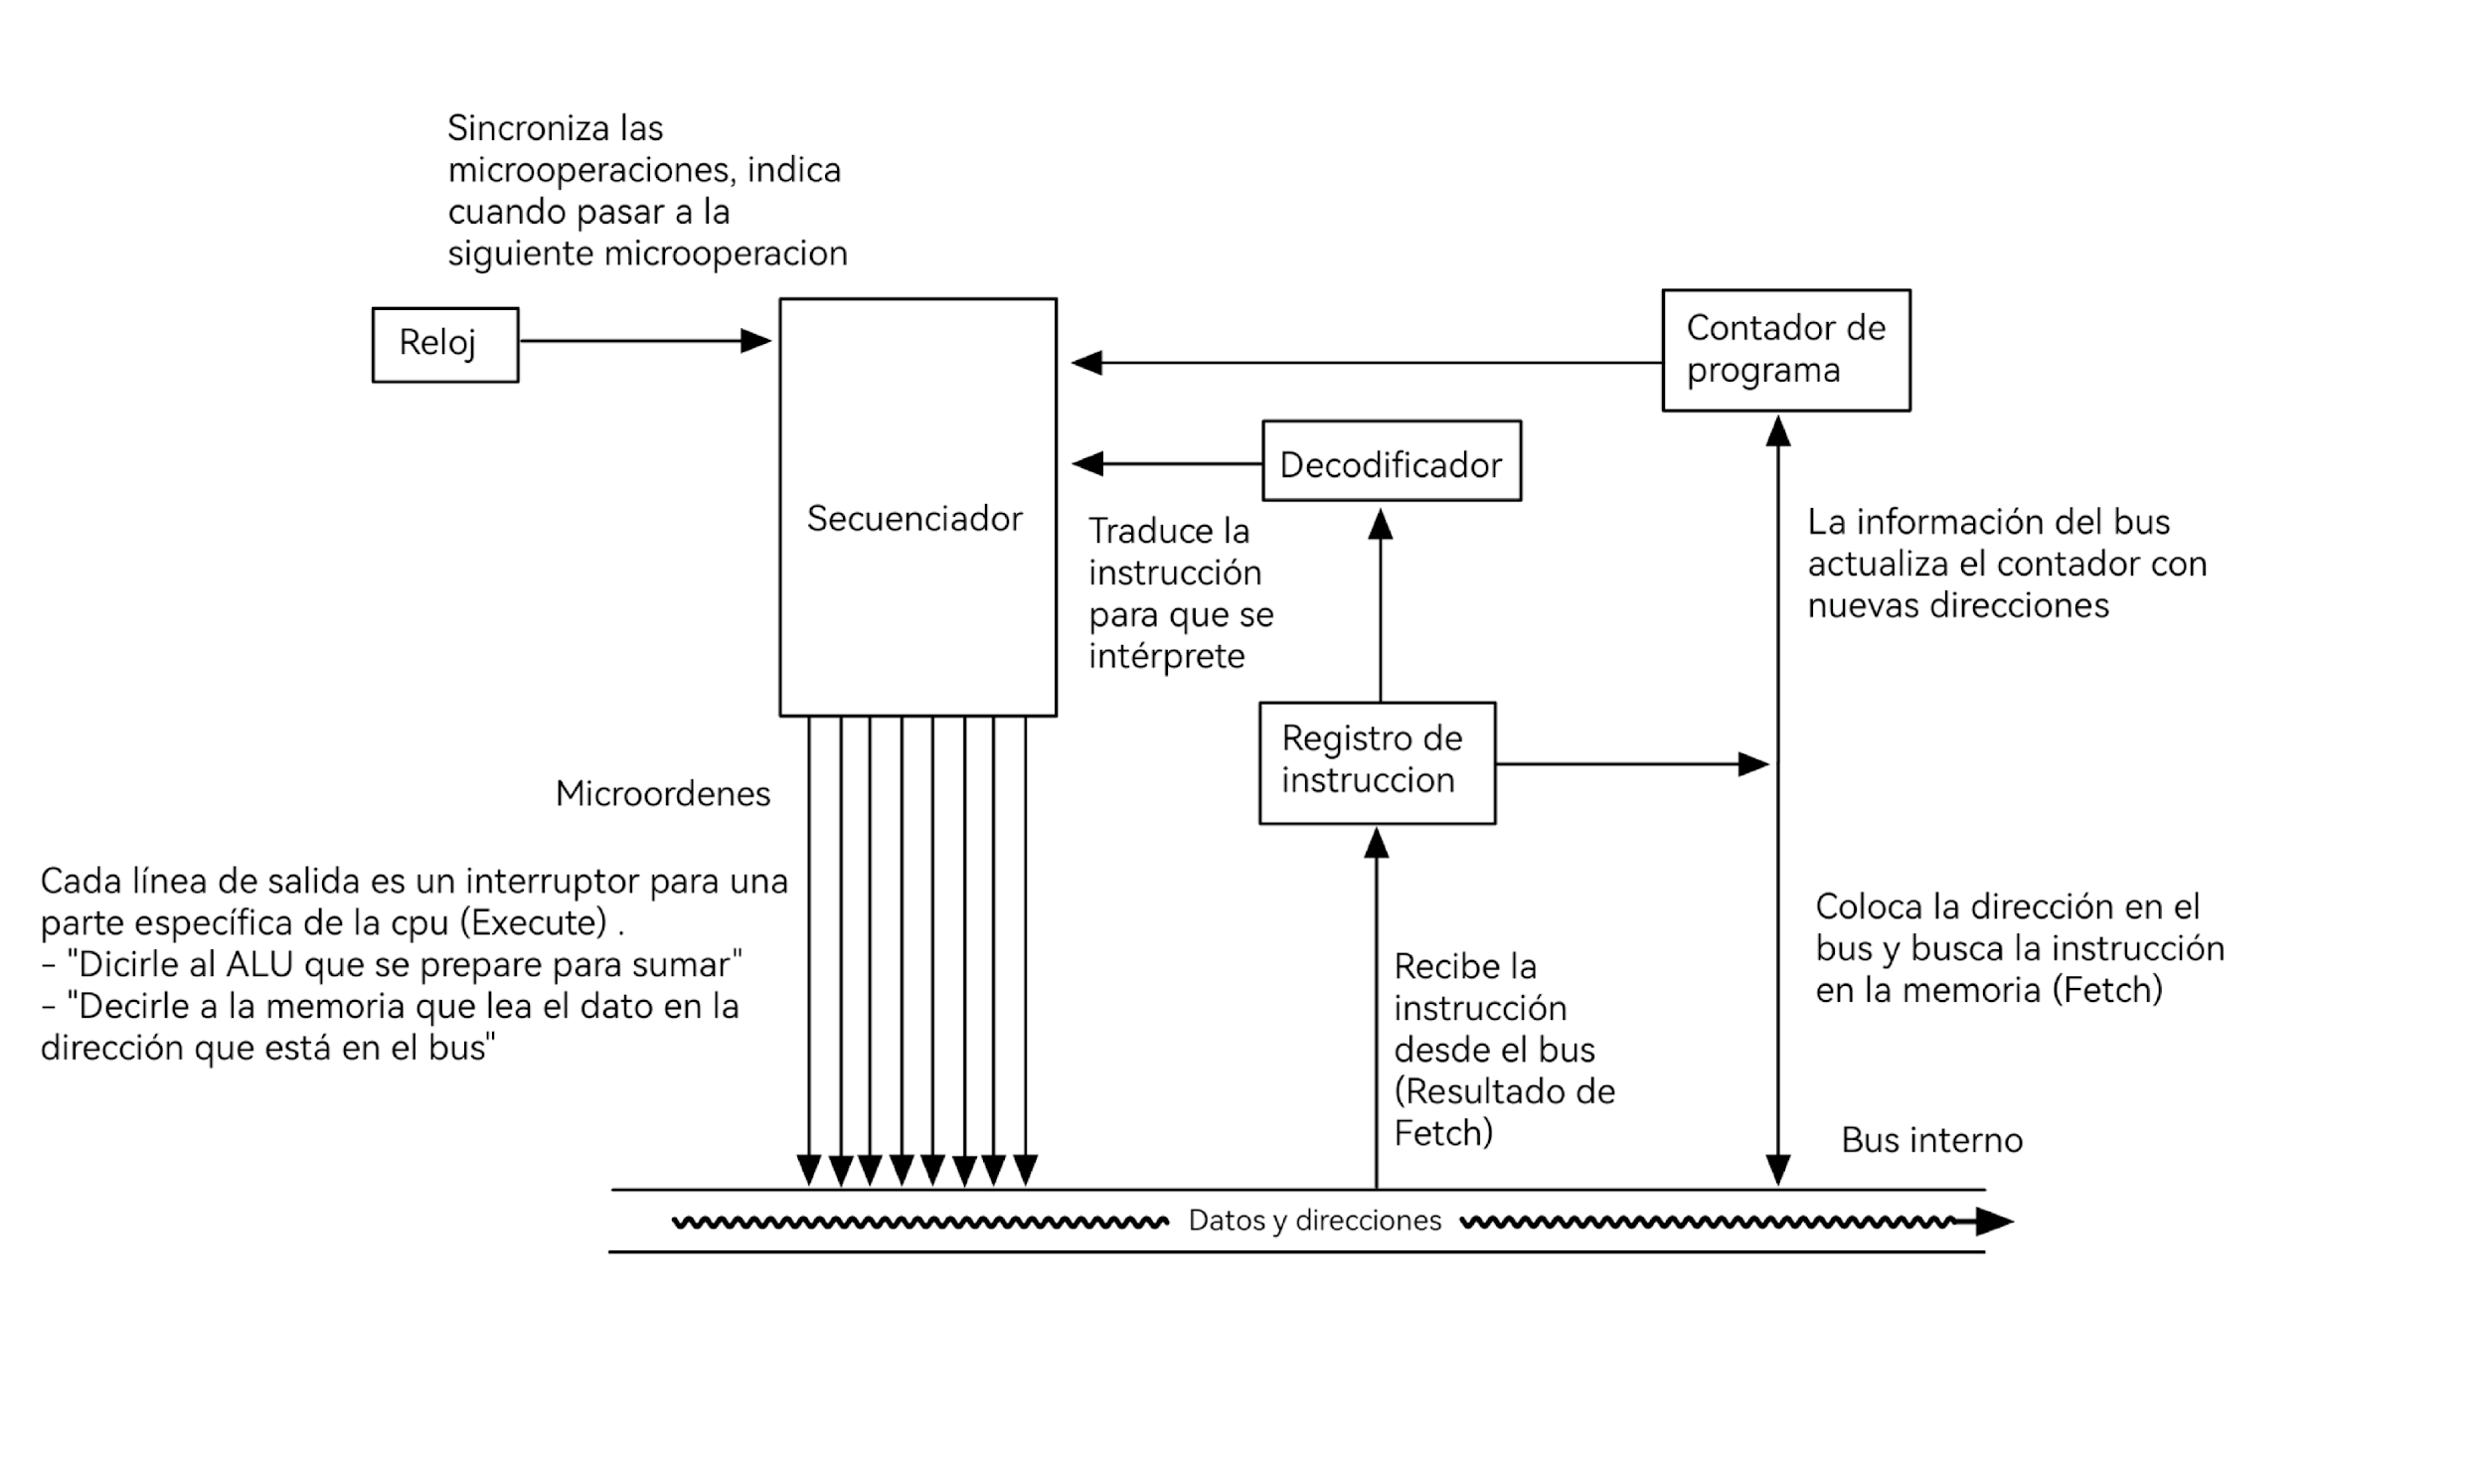 Sincroniza las
microoperaciones, indica
cuando pasar a la
siguiente microoperacion
Reloj
Contador de
programa
Decodificador
Secuenciador
Traduce la
instrucción
para que se
intérprete
La información del bus
actualiza el contador con
nuevas direcciones
Registro de
instruccion
Microordenes
Cada línea de salida es un interruptor para una
parte específica de la cpu (Execute) .
- "Dicirle al ALU que se prepare para sumar"
- "Decirle a la memoria que lea el dato en la
dirección que está en el bus"
Recibe la
instrucción
desde el bus
(Resultado de
Fetch)
Coloca la dirección en el
bus y busca la instrucción
en la memoria (Fetch)
Bus interno
Datos y direcciones